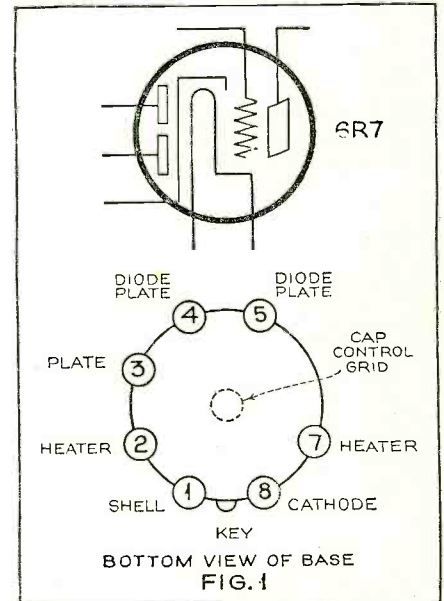 6R7
DIODE
PLATE
DIODE
PLATE
4
5
CAP
CONTROL
GRID
PLATE
3
HEATER
2
7
HEATER
SHELL
1
8
CATHODE
KEY
BOTTOM VIEW OF BASE
FIG.1